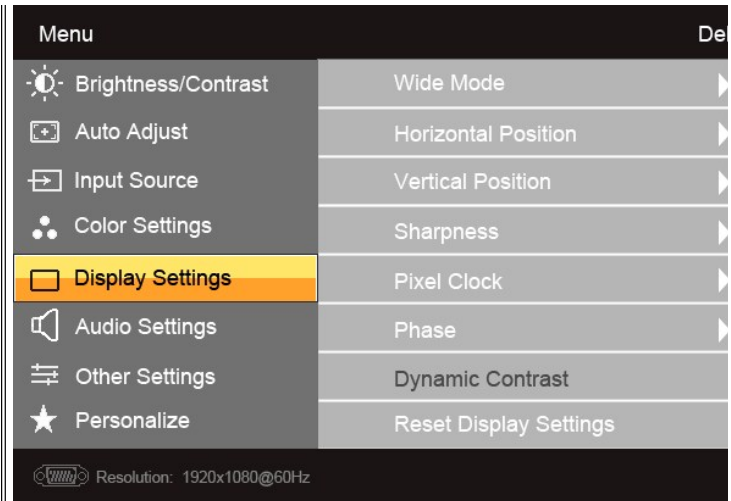 Menu
Brightness/Contrast
Auto Adjust
Input Source
Color Settings
Display Settings
Audio Settings
Other Settings
Personalize
Wide Mode
Horizontal Position
Vertical Position
Sharpness
Pixel Clock
Phase
Dynamic Contrast
Reset Display Settings
Resolution: 1920x1080@60Hz